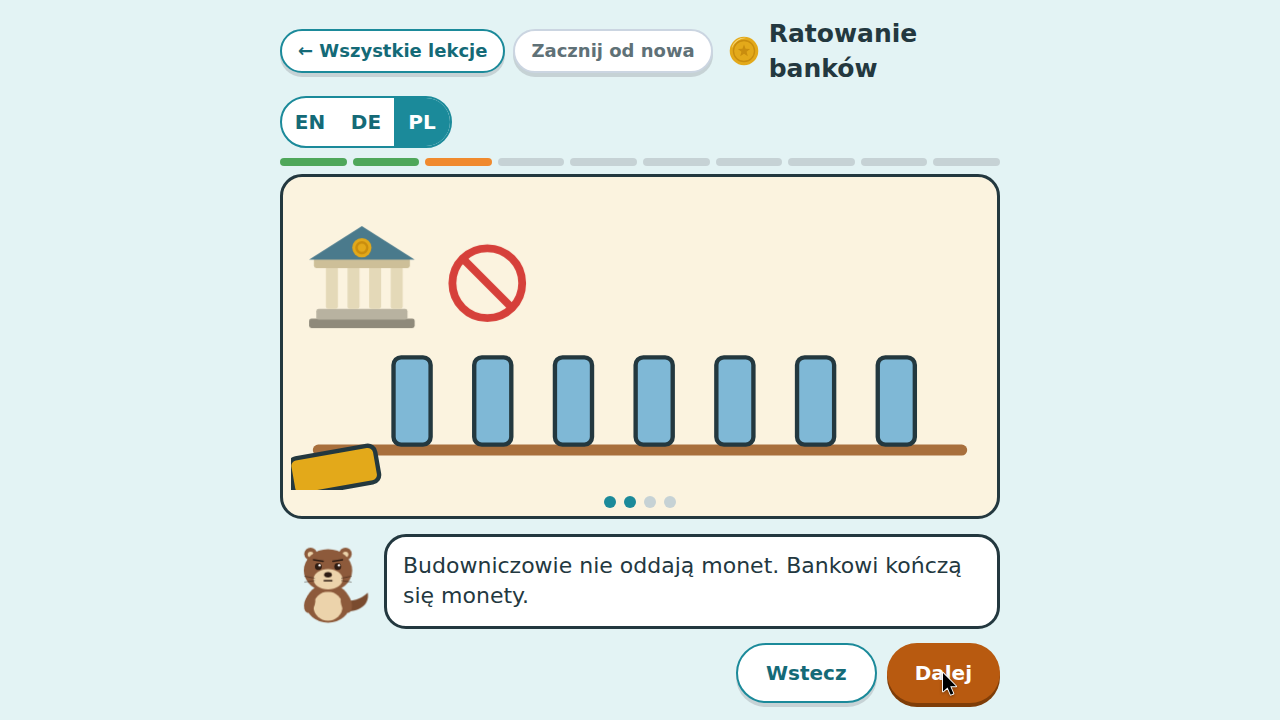 ← Wszystkie lekcje
Zacznij od nowa
Ratowanie
banków
EN DE PL
Budowniczowie nie oddają monet. Bankowi kończą
się monety.
Wstecz
Dalej